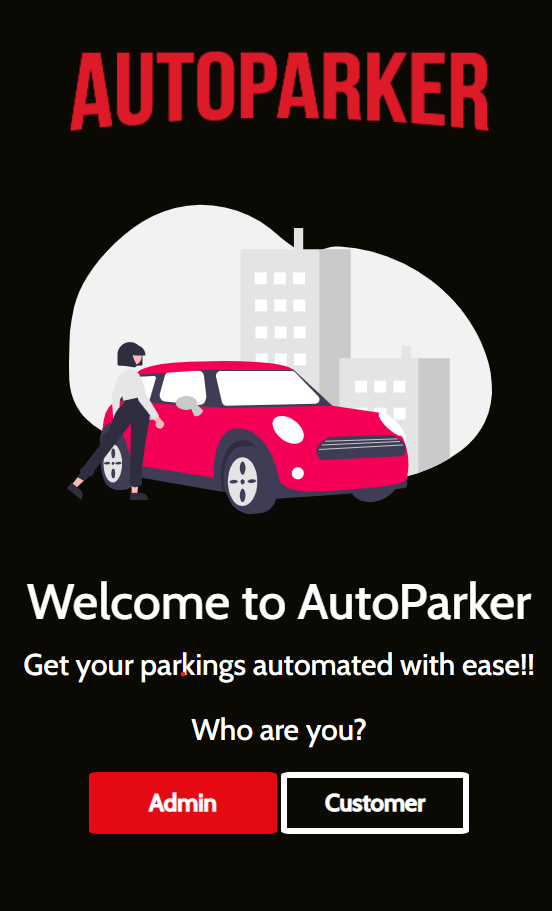 AUTOPARKER
Welcome to AutoParker
Get your parkings automated with ease!!
Who are you?
Admin
Customer